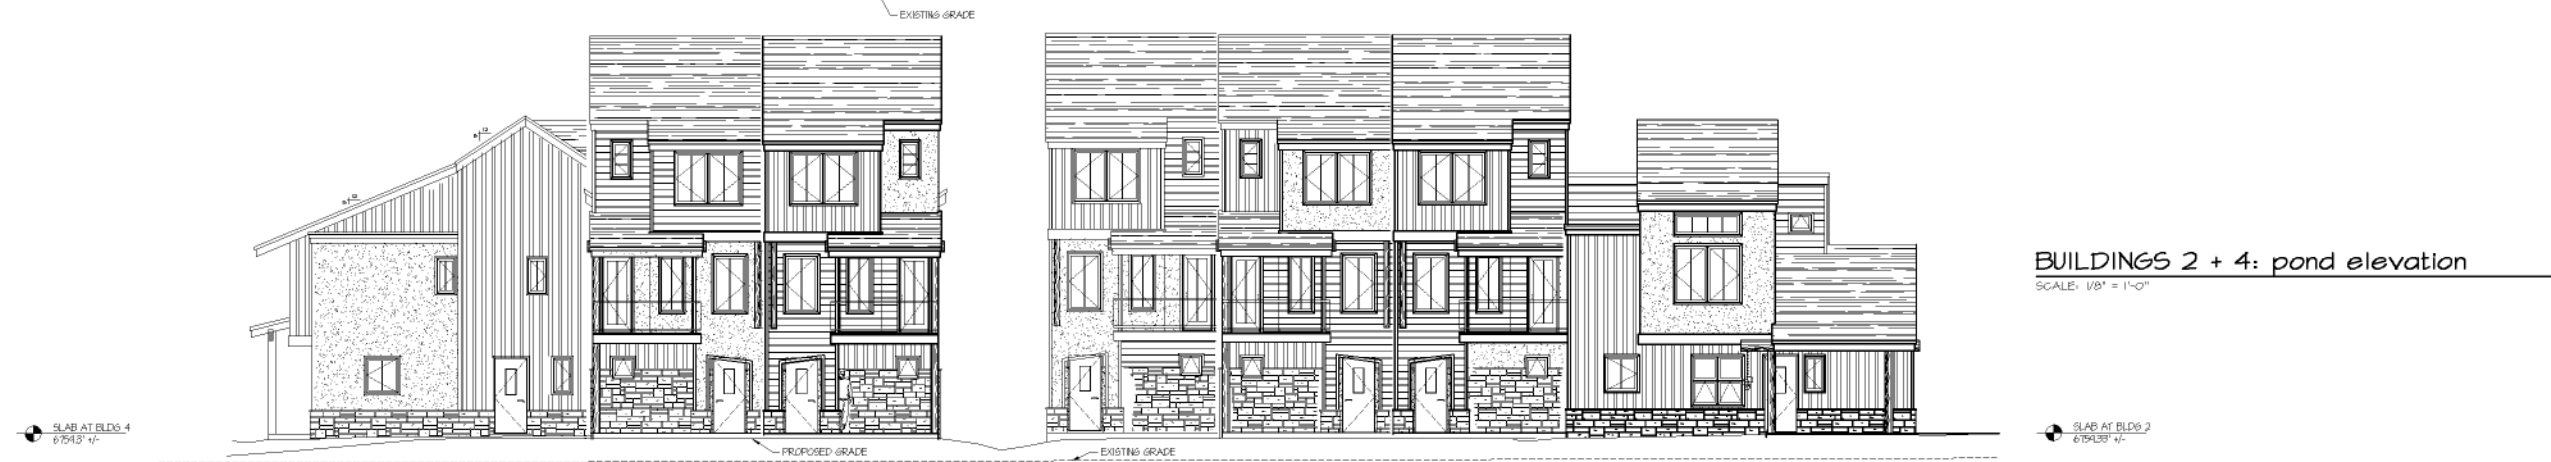 EXISTING GRADE
BUILDINGS 2 + 4: pond elevation
SCALE: 1/8" = 1'-0"
SLAB AT BLDG 4
SLAB AT BLDG 2
PROPOSED GRADE
EXISTING GRADE